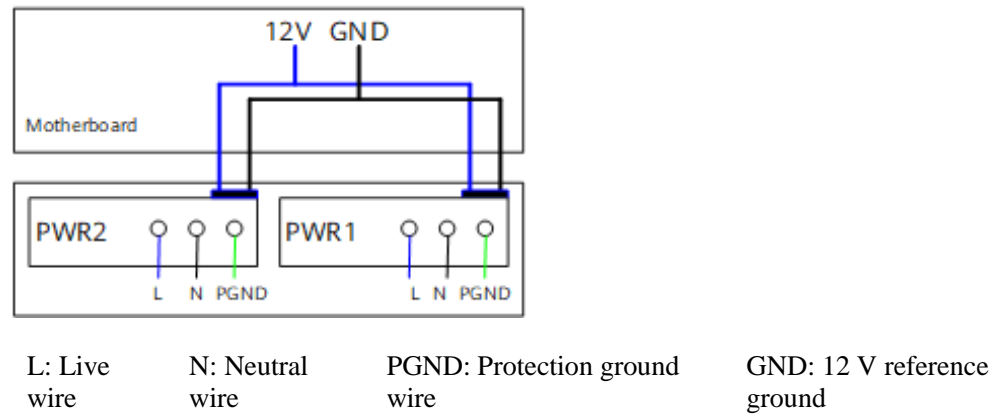 12V GND
Motherboard
PWR2
PWR1
L N PGND
L N PGND
L: Live wire
N: Neutral wire
PGND: Protection ground wire
GND: 12 V reference ground